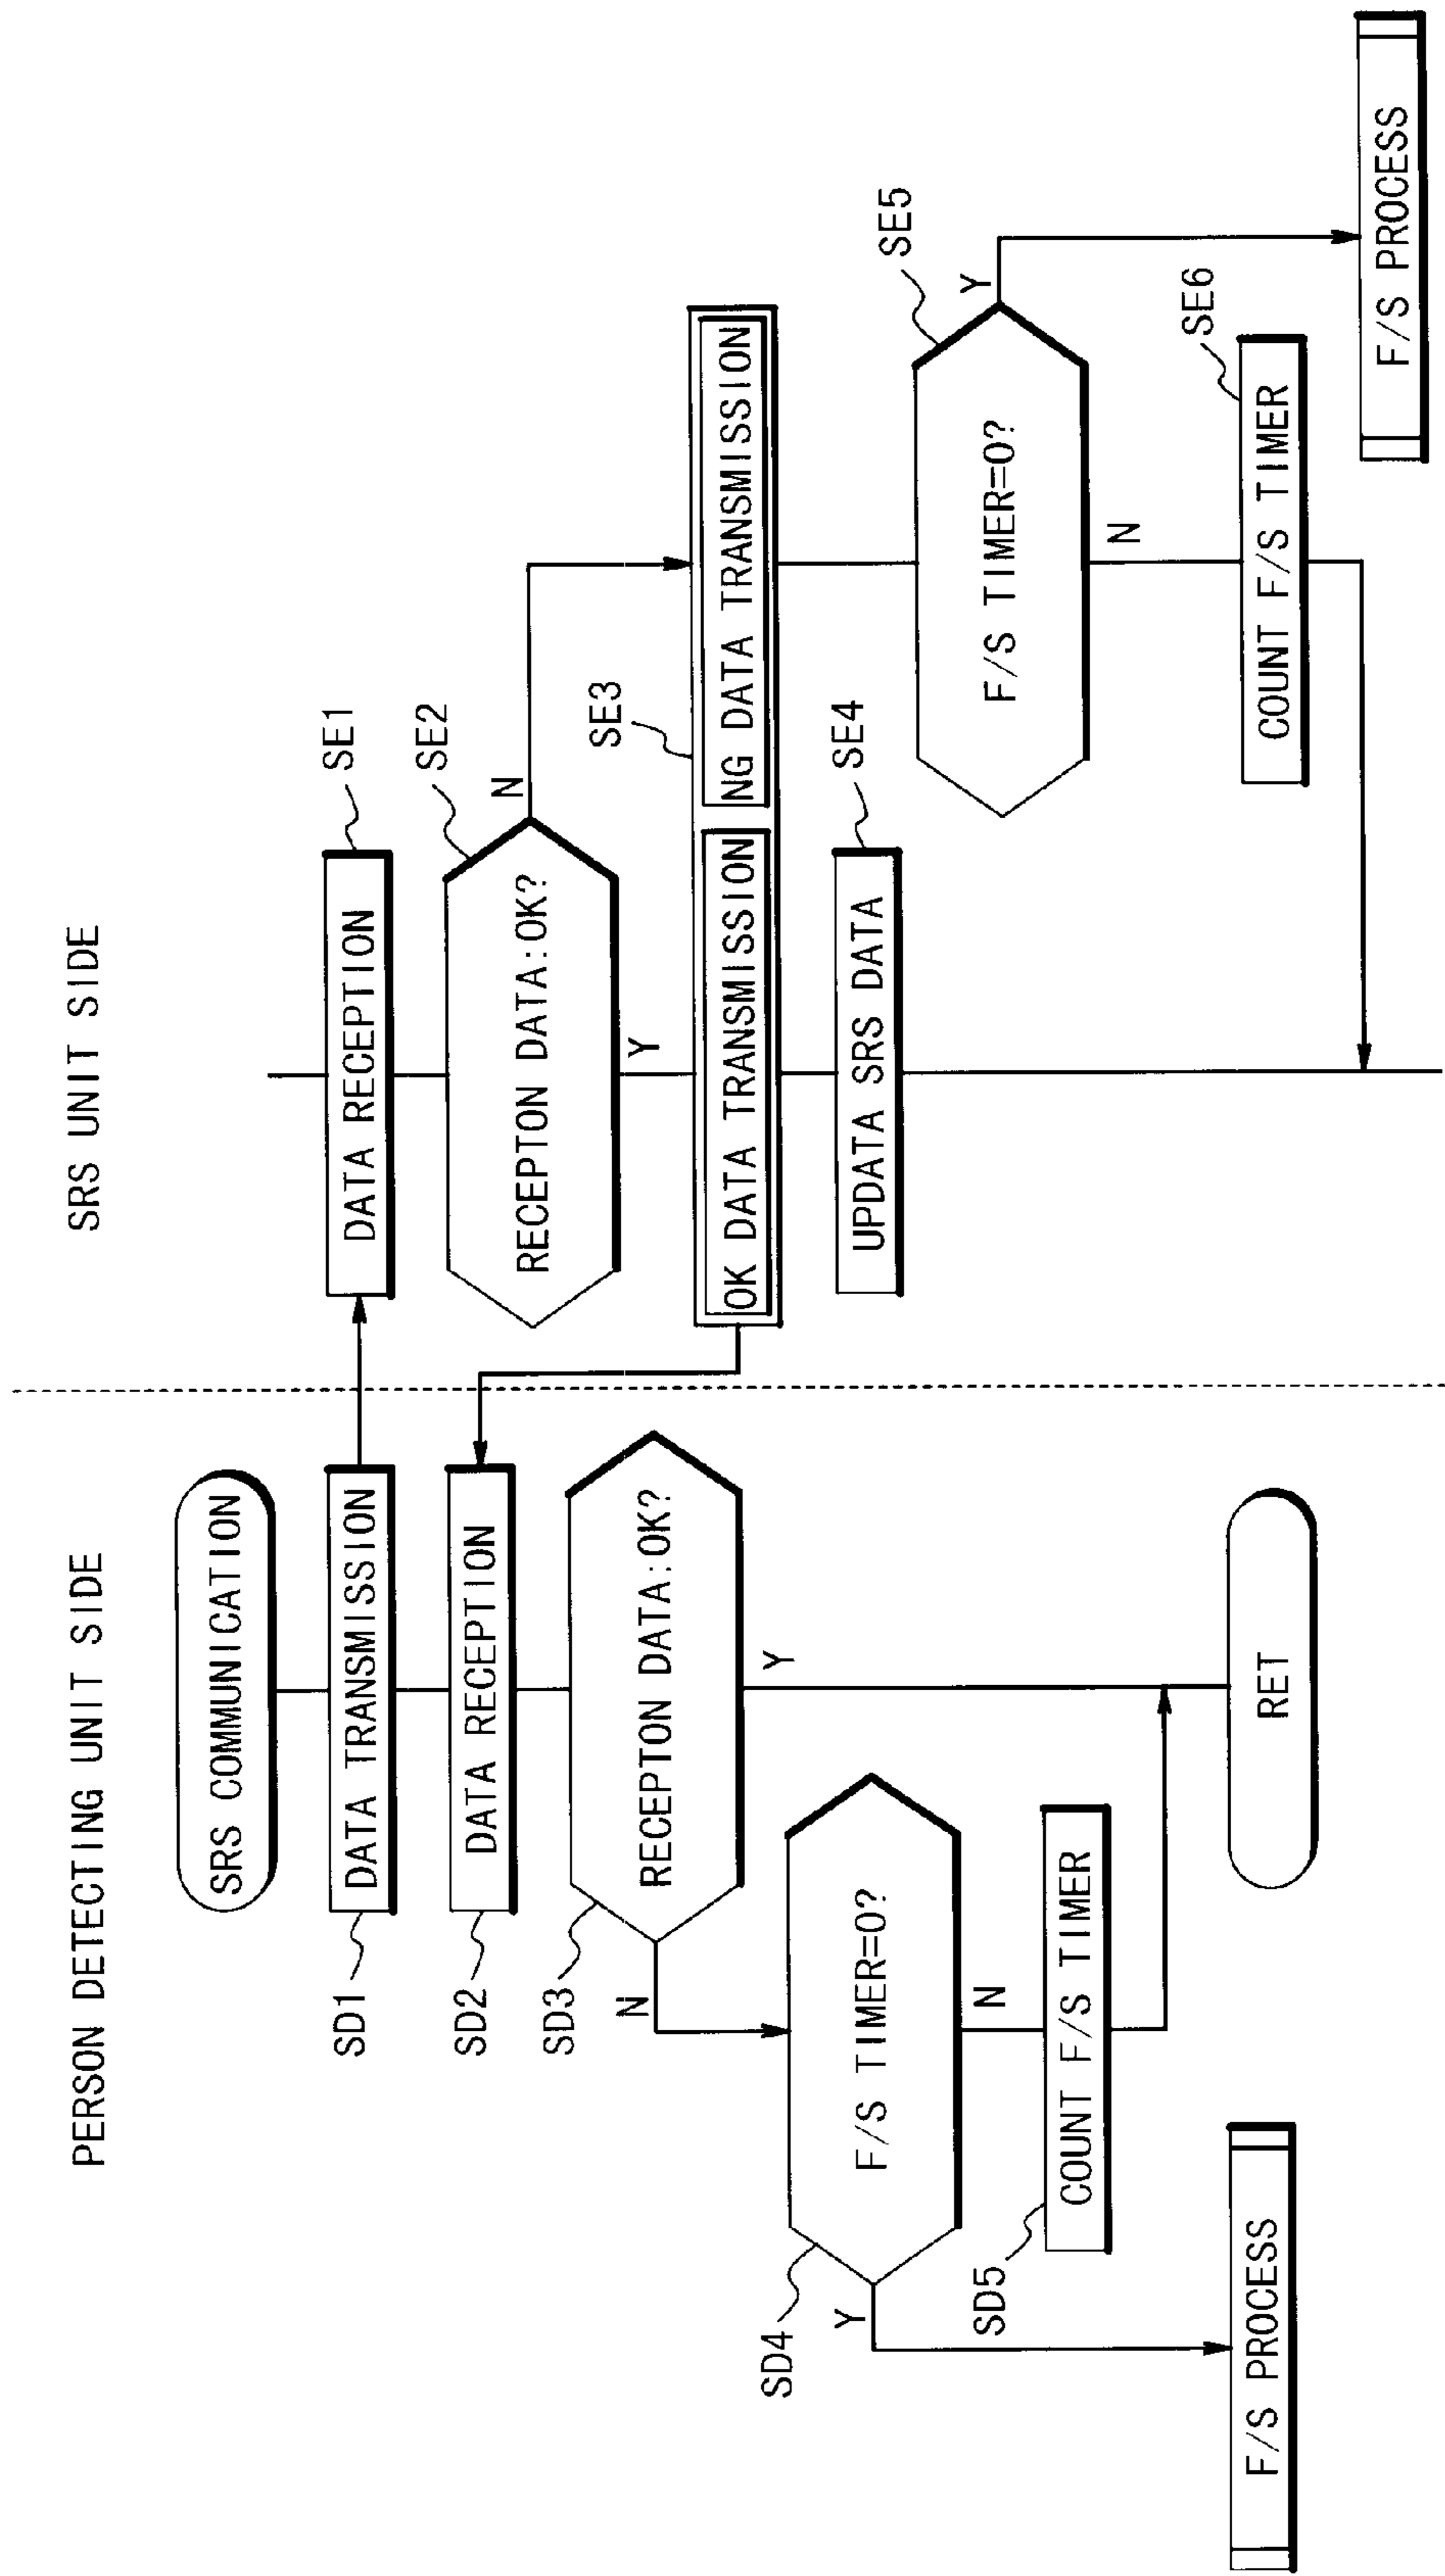 PERSON DETECTING UNIT SIDE
SRS UNIT SIDE
SRS COMMUNICATION
SD1
DATA TRANSMISSION
DATA RECEPTION
SE1
SD2
DATA RECEPTION
RECEPTON DATA:OK?
SE2
N
Y
SD3
RECEPTON DATA:OK?
N
Y
SE3
OK DATA TRANSMISSION
NG DATA TRANSMISSION
SD4
F/S TIMER=0?
Y
N
UPDATA SRS DATA
SE4
F/S TIMER=0?
SE5
Y
N
SD5
COUNT F/S TIMER
COUNT F/S TIMER
SE6
F/S PROCESS
RET
F/S PROCESS